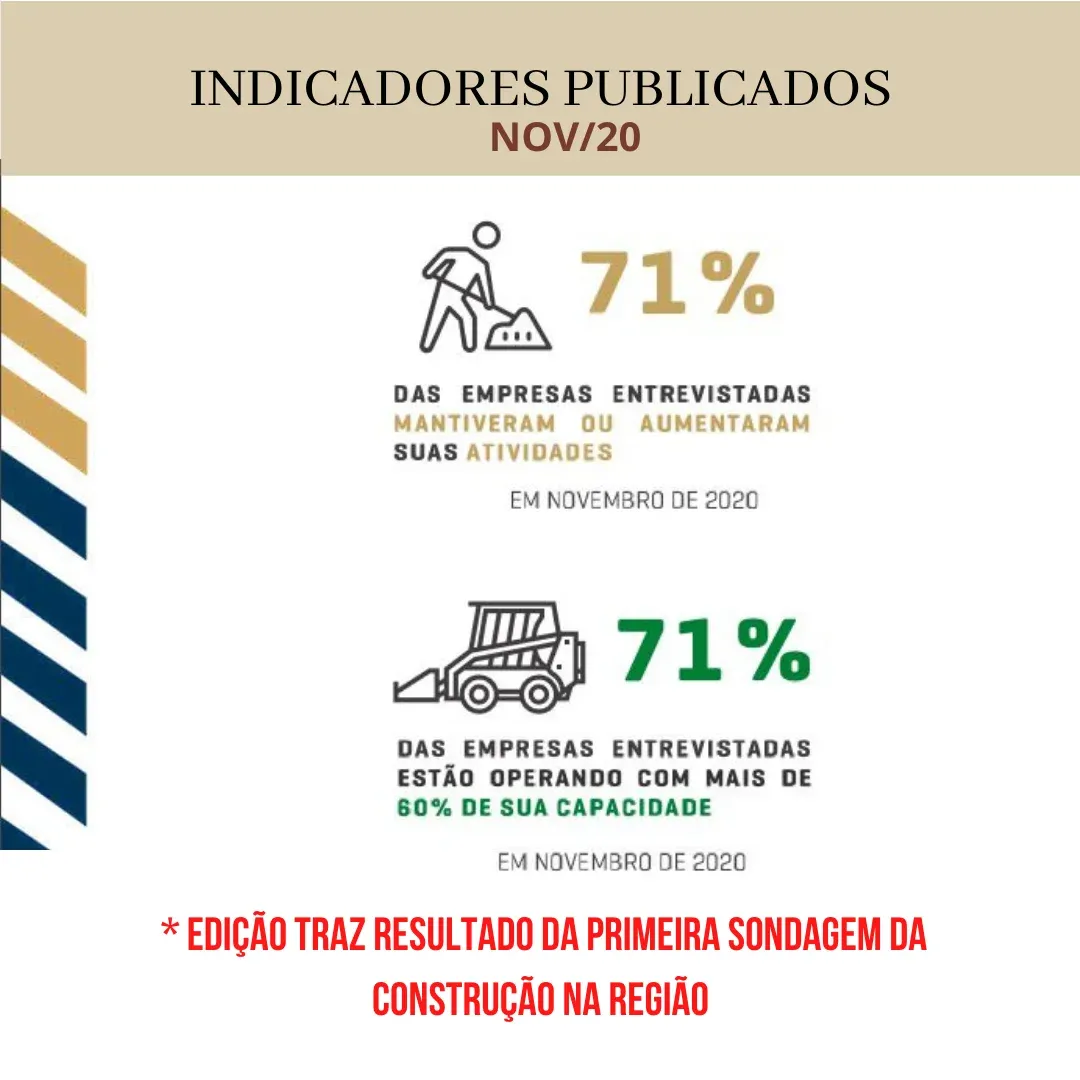 INDICADORES PUBLICADOS
NOV/20
71%
DAS EMPRESAS ENTREVISTADAS
MANTIVERAM OU AUMENTARAM
SUAS ATIVIDADES
EM NOVEMBRO DE 2020
71%
DAS EMPRESAS ENTREVISTADAS
ESTÃO OPERANDO COM MAIS DE
60% DE SUA CAPACIDADE
EM NOVEMBRO DE 2020
* EDIÇÃO TRAZ RESULTADO DA PRIMEIRA SONDAGEM DA
CONSTRUÇÃO NA REGIÃO